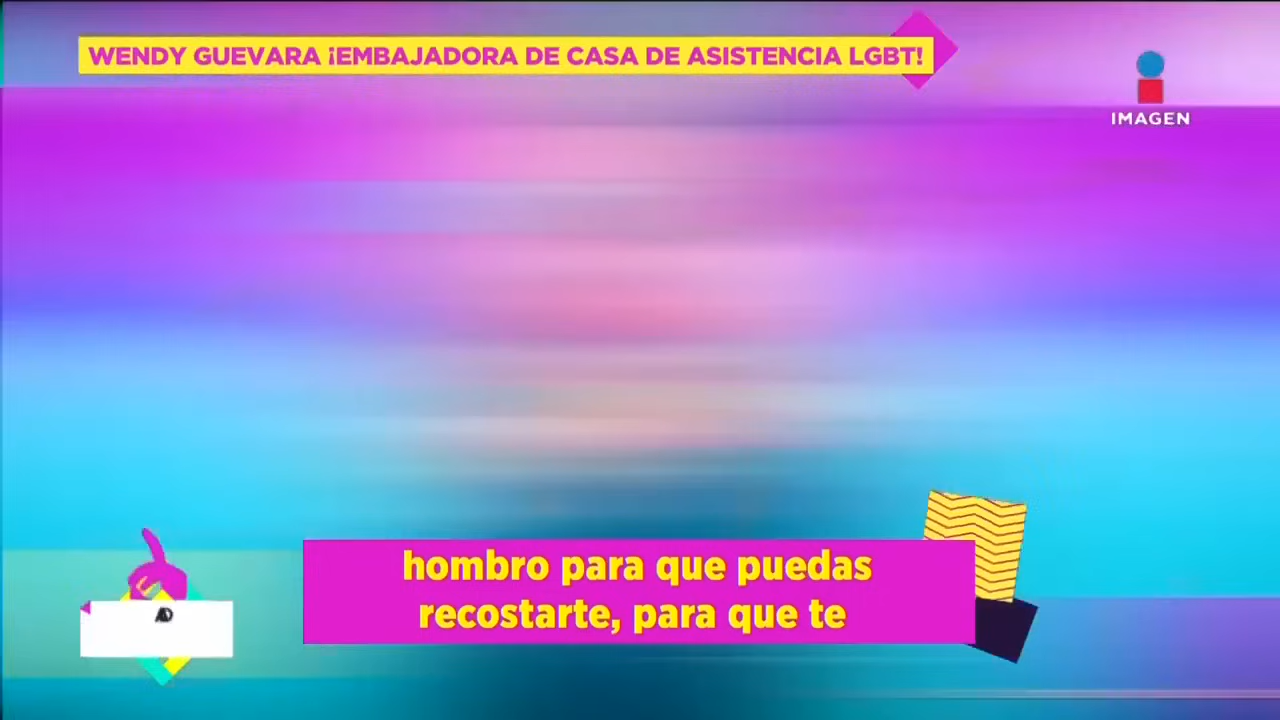 WENDY GUEVARA ¡EMBAJADORA DE CASA DE ASISTENCIA LGBT!
IMAGEN
hombro para que puedas
recostarte, para que te